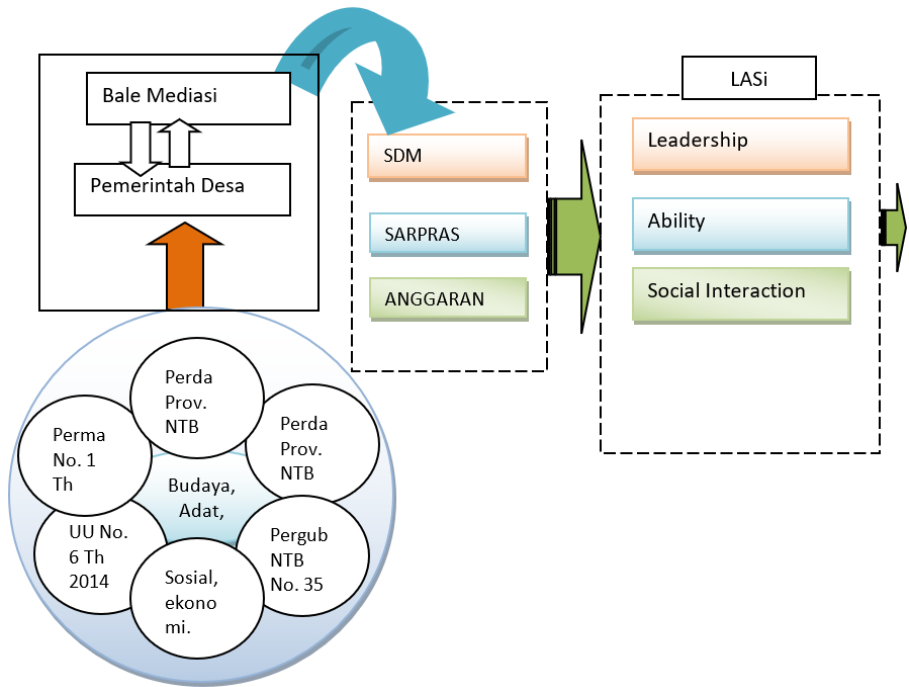 Bale Mediasi
Pemerintah Desa
SDM
SARPRAS
ANGGARAN
LASi
Leadership
Ability
Social Interaction
Perda
Prov.
NTB
Perda
Prov.
NTB
Perma
No. 1
Th
Budaya,
Adat,
UU No.
6 Th
2014
Pergub
NTB
No. 35
Sosial,
ekono
mi.